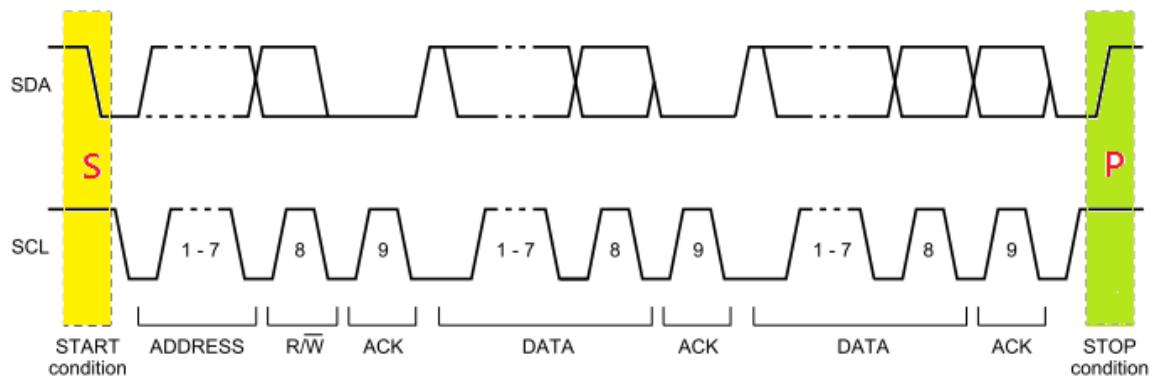 SDA
S
P
SCL
1 - 7
8
9
1 - 7
8
9
1 - 7
8
9
START
condition
ADDRESS
R/W̅
ACK
DATA
ACK
DATA
ACK
STOP
condition